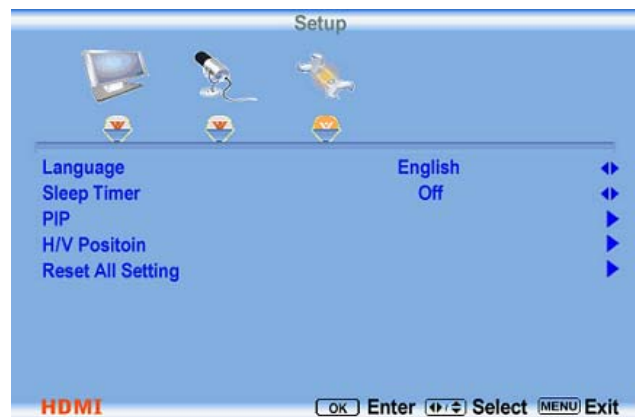 Setup
Language English
Sleep Timer Off
PIP
H/V Positoin
Reset All Setting
HDMI OK Enter Select MENU Exit